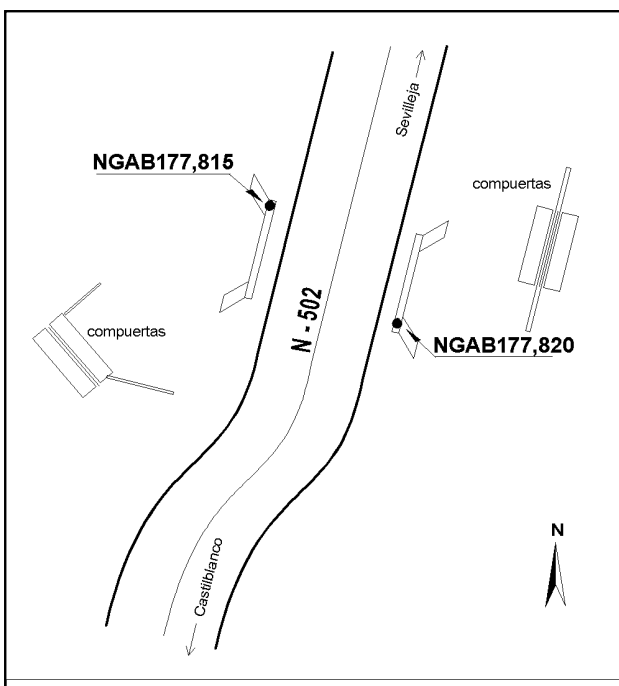 Sevilleja
NGAB177,815
compuertas
N - 502
compuertas
NGAB177,820
N
Castilblanco